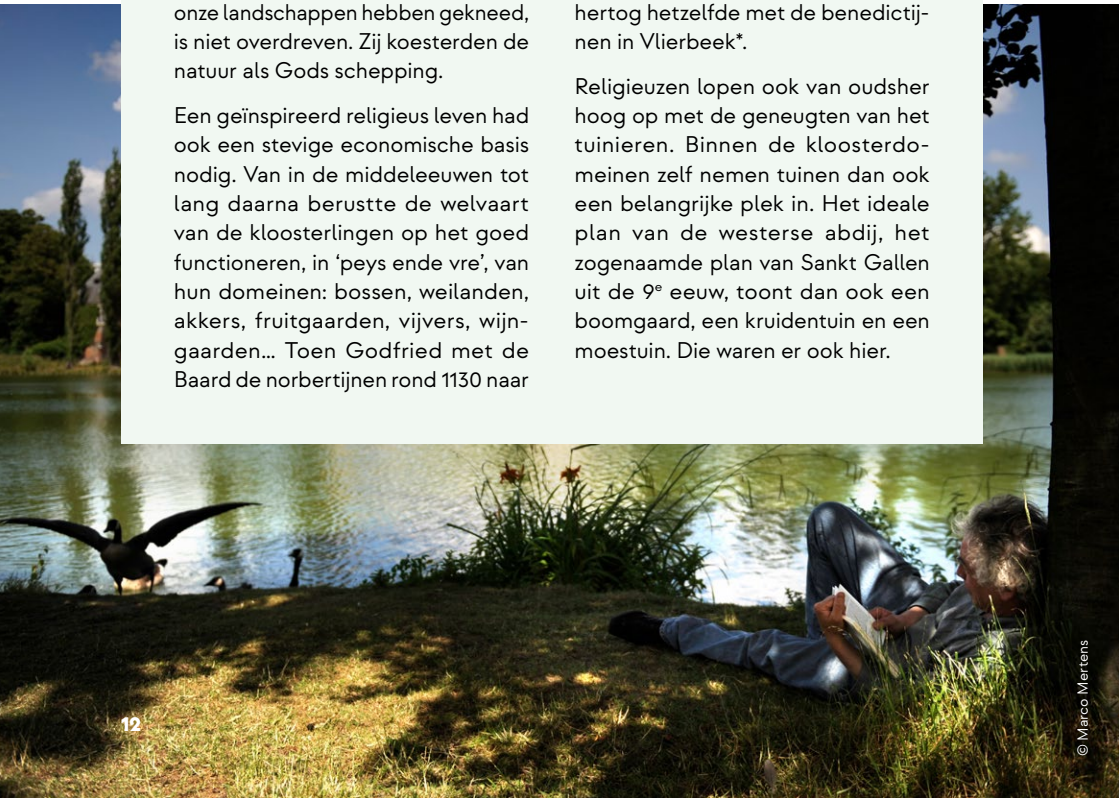 onze landschappen hebben gekneed,
is niet overdreven. Zij koesterden de
natuur als Gods schepping.
Een geïnspireerd religieus leven had
ook een stevige economische basis
nodig. Van in de middeleeuwen tot
lang daarna berustte de welvaart
van de kloosterlingen op het goed
functioneren, in ‘peys ende vre’, van
hun domeinen: bossen, weilanden,
akkers, fruitgaarden, vijvers, wijn-
gaarden... Toen Godfried met de
Baard de norbertijnen rond 1130 naar
hertog hetzelfde met de benedictij-
nen in Vlierbeek*.
Religieuzen lopen ook van oudsher
hoog op met de geneugten van het
tuinieren. Binnen de kloosterdo-
meinen zelf nemen tuinen dan ook
een belangrijke plek in. Het ideale
plan van de westerse abdij, het
zogenaamde plan van Sankt Gallen
uit de 9ᵉ eeuw, toont dan ook een
boomgaard, een kruidentuin en een
moestuin. Die waren er ook hier.
12
© Marco Mertens